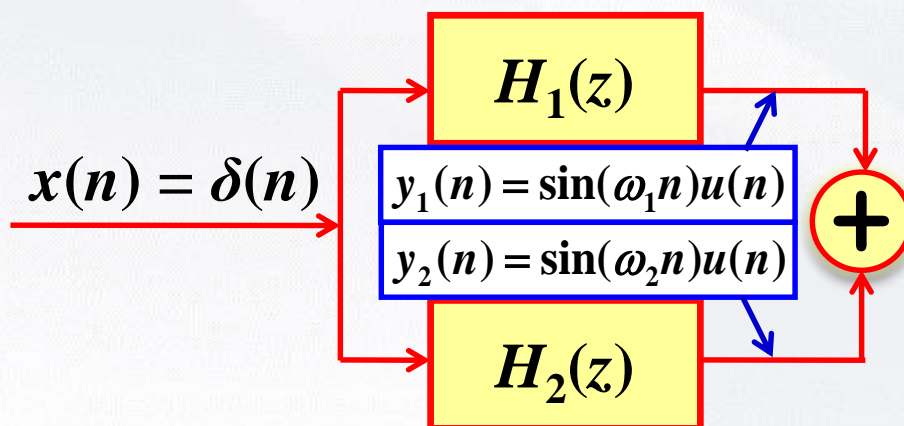 H₁(z)
x(n) = δ(n)
y₁(n) = sin(ω₁n)u(n)
+
y₂(n) = sin(ω₂n)u(n)
H₂(z)